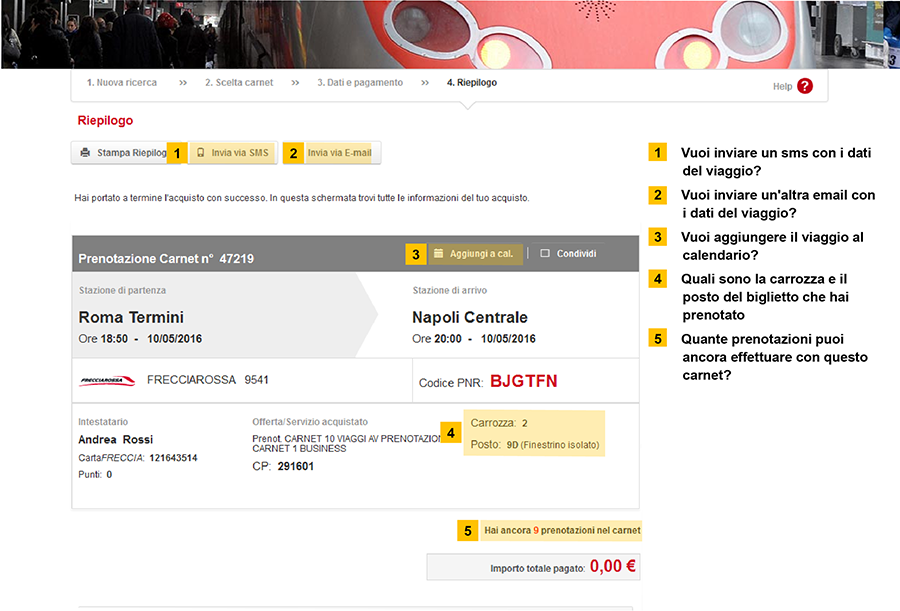 3
1. Nuova ricerca >> 2. Scelta carnet >> 3. Dati e pagamento >> 4. Riepilogo
Help ?
Riepilogo
Stampa Riepilog 1 Invia via SMS 2 Invia via E-mail
Hai portato a termine l'acquisto con successo. In questa schermata trovi tutte le informazioni del tuo acquisto.
Prenotazione Carnet n° 47219 3 Aggiungi a cal. | Condividi
Stazione di partenza
Roma Termini
Ore 18:50 - 10/05/2016
Stazione di arrivo
Napoli Centrale
Ore 20:00 - 10/05/2016
FRECCIAROSSA FRECCIAROSSA 9541
Codice PNR: BJGTFN
Intestatario
Andrea Rossi
CartaFRECCIA: 121643514
Punti: 0
Offerta/Servizio acquistato
Prenot. CARNET 10 VIAGGI AV PRENOTAZION
CARNET 1 BUSINESS
CP: 291601
4 Carrozza: 2
Posto: 9D (Finestrino isolato)
5 Hai ancora 9 prenotazioni nel carnet
Importo totale pagato: 0,00 €
1 Vuoi inviare un sms con i dati
del viaggio?
2 Vuoi inviare un'altra email con
i dati del viaggio?
3 Vuoi aggiungere il viaggio al
calendario?
4 Quali sono la carrozza e il
posto del biglietto che hai
prenotato
5 Quante prenotazioni puoi
ancora effettuare con questo
carnet?